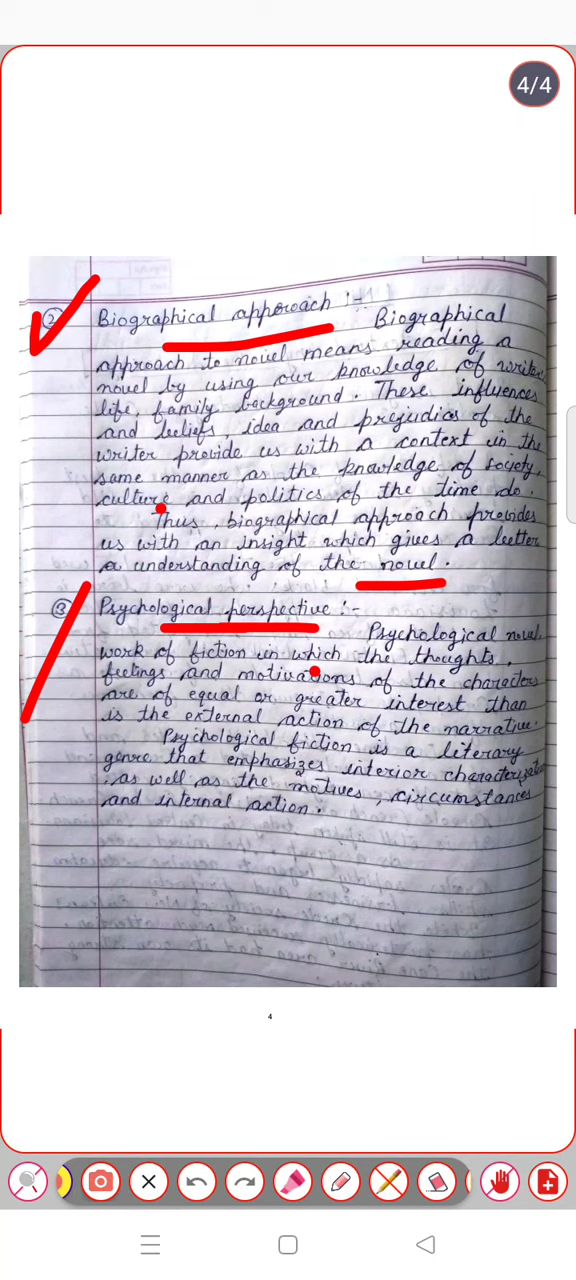 4/4
② Biographical approach :-
Biographical
approach to novel means reading a
novel by using our knowledge of writer
life, family background. These influences
and beliefs, idea and prejudices of the
writer provide us with a context in the
same manner as the knowledge of society,
culture and politics of the time do.
Thus, biographical approach provides
us with an insight which gives a better
a understanding of the novel.
③ Psychological perspective :-
Psychological novel,
work of fiction in which the thoughts,
feelings and motivations of the characters
are of equal or greater interest than
is the external action of the narrative.
Psychological fiction is a literary
genre that emphasizes interior
, as well as the motives, circumstances
and internal action.
4